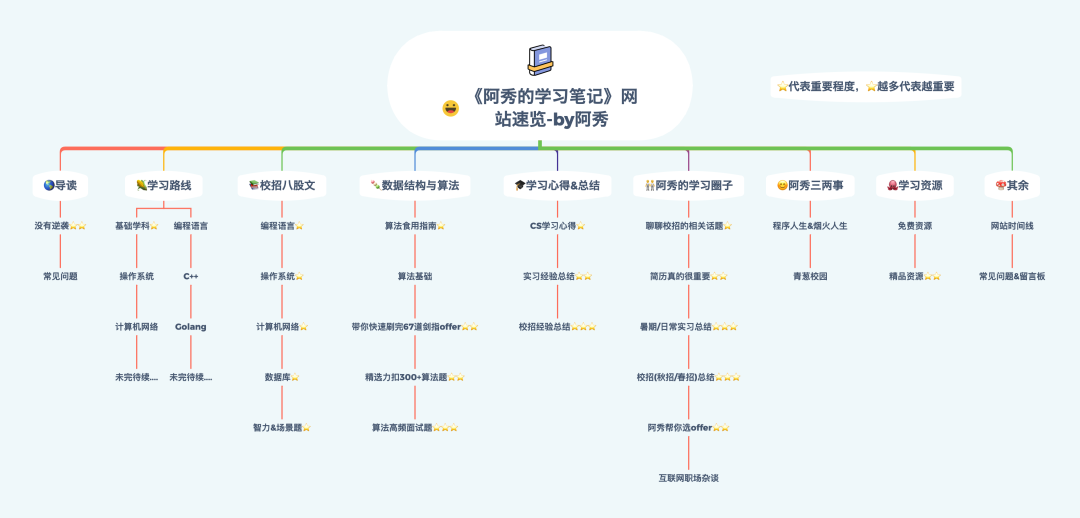 《阿秀的学习笔记》网
站速览-by阿秀
⭐代表重要程度，⭐越多代表越重要
🌏导读
没有逆袭⭐⭐
常见问题
🌽学习路线
基础学科⭐
操作系统
计算机网络
未完待续....
编程语言
C++
Golang
未完待续....
📚校招八股文
编程语言⭐
操作系统⭐
计算机网络⭐
数据库⭐
智力&场景题⭐
🍡数据结构与算法
算法食用指南⭐
算法基础
带你快速刷完67道剑指offer⭐⭐
精选力扣300+算法题⭐⭐
算法高频面试题⭐⭐⭐
🎓学习心得&总结
CS学习心得⭐
实习经验总结⭐⭐
校招经验总结⭐⭐⭐
👬阿秀的学习圈子
聊聊校招的相关话题⭐
简历真的很重要⭐⭐
暑期/日常实习总结⭐⭐⭐
校招(秋招/春招)总结⭐⭐⭐
阿秀帮你选offer⭐⭐
互联网职场杂谈
😊阿秀三两事
程序人生&烟火人生
青葱校园
🐙学习资源
免费资源
精品资源⭐⭐
🥊其余
网站时间线
常见问题&留言板